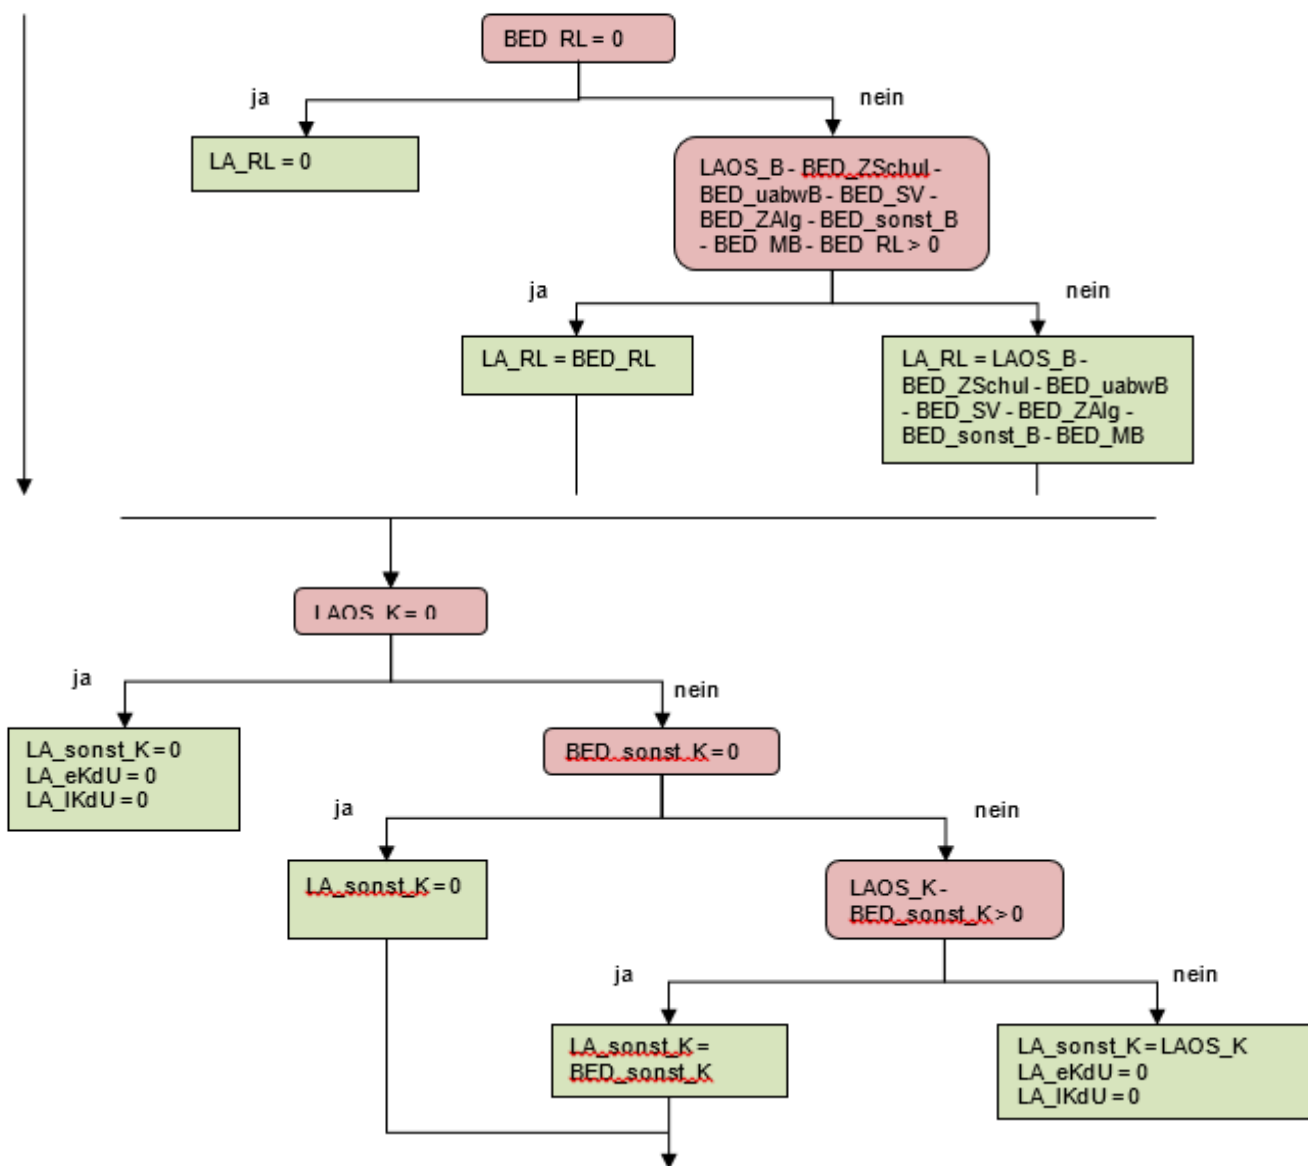 BED_RL = 0
ja
nein
LA_RL = 0
LAOS_B - BED_ZSchul -
BED_uabwB - BED_SV -
BED_ZAlg - BED_sonst_B
- BED_MB - BED_RL > 0
ja
nein
LA_RL = BED_RL
LA_RL = LAOS_B -
BED_ZSchul - BED_uabwB
- BED_SV - BED_ZAlg -
BED_sonst_B - BED_MB
LAOS_K = 0
ja
nein
LA_sonst_K = 0
LA_eKdU = 0
LA_lKdU = 0
BED_sonst_K = 0
ja
nein
LA_sonst_K = 0
LAOS_K -
BED_sonst_K > 0
ja
nein
LA_sonst_K =
BED_sonst_K
LA_sonst_K = LAOS_K
LA_eKdU = 0
LA_lKdU = 0